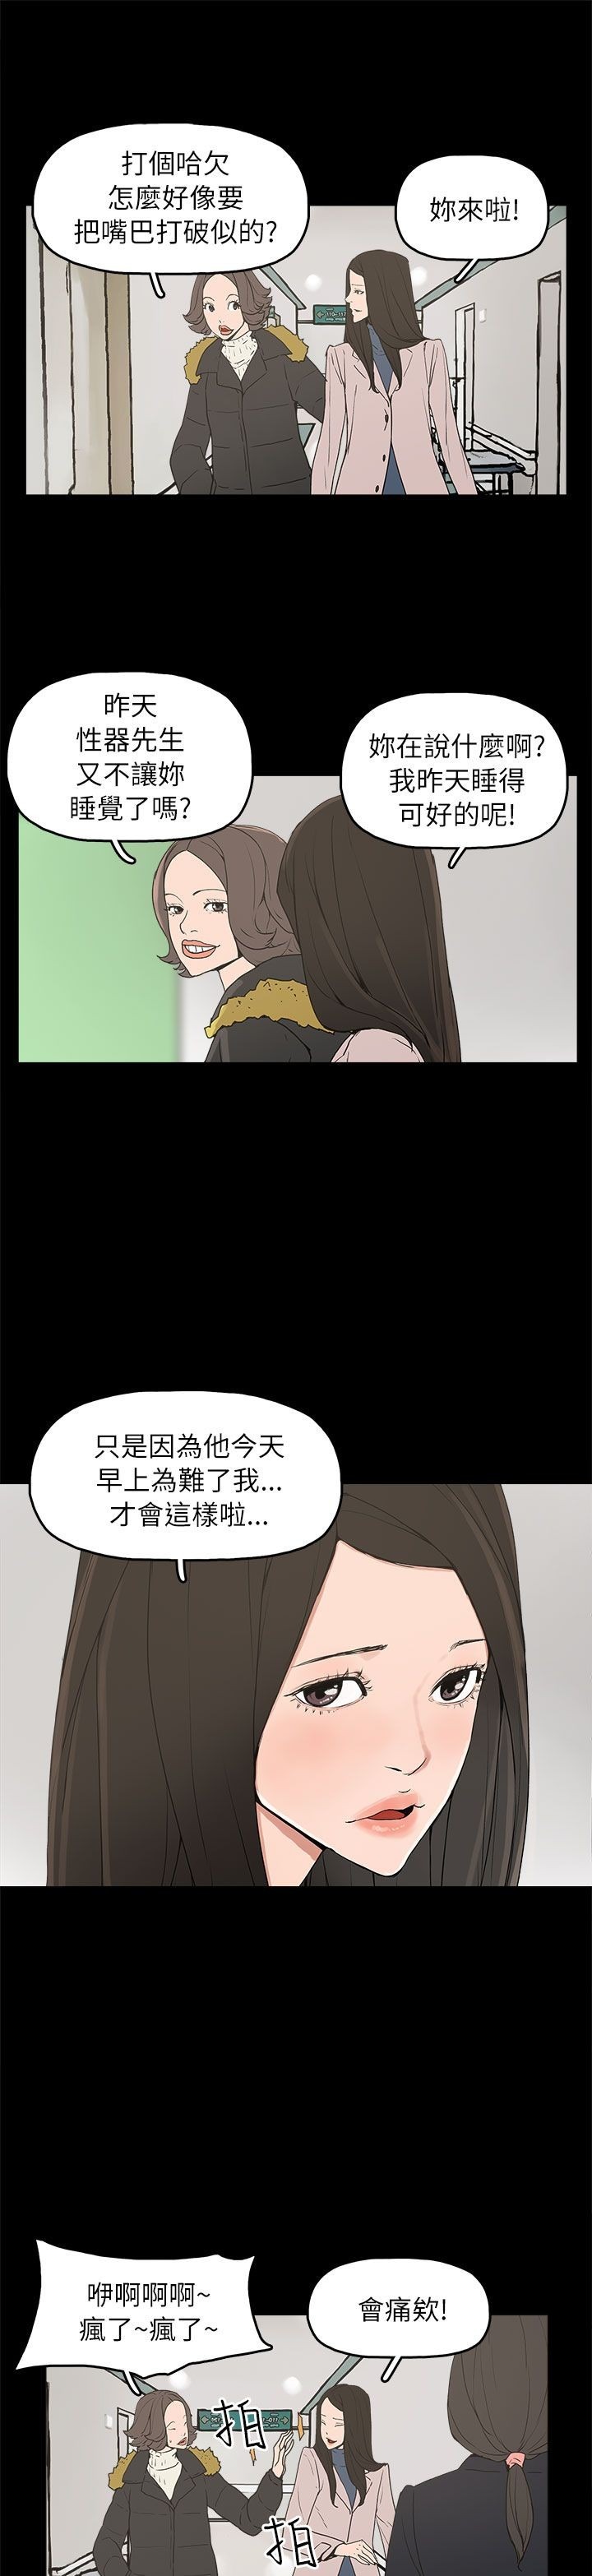 打個哈欠
怎麼好像要
把嘴巴打破似的?
妳來啦!
昨天
性器先生
又不讓妳
睡覺了嗎?
妳在說什麼啊?
我昨天睡得
可好的呢!
只是因為他今天
早上為難了我...
才會這樣啦...
咿啊啊啊~
瘋了~瘋了~
會痛欸!
拍
拍